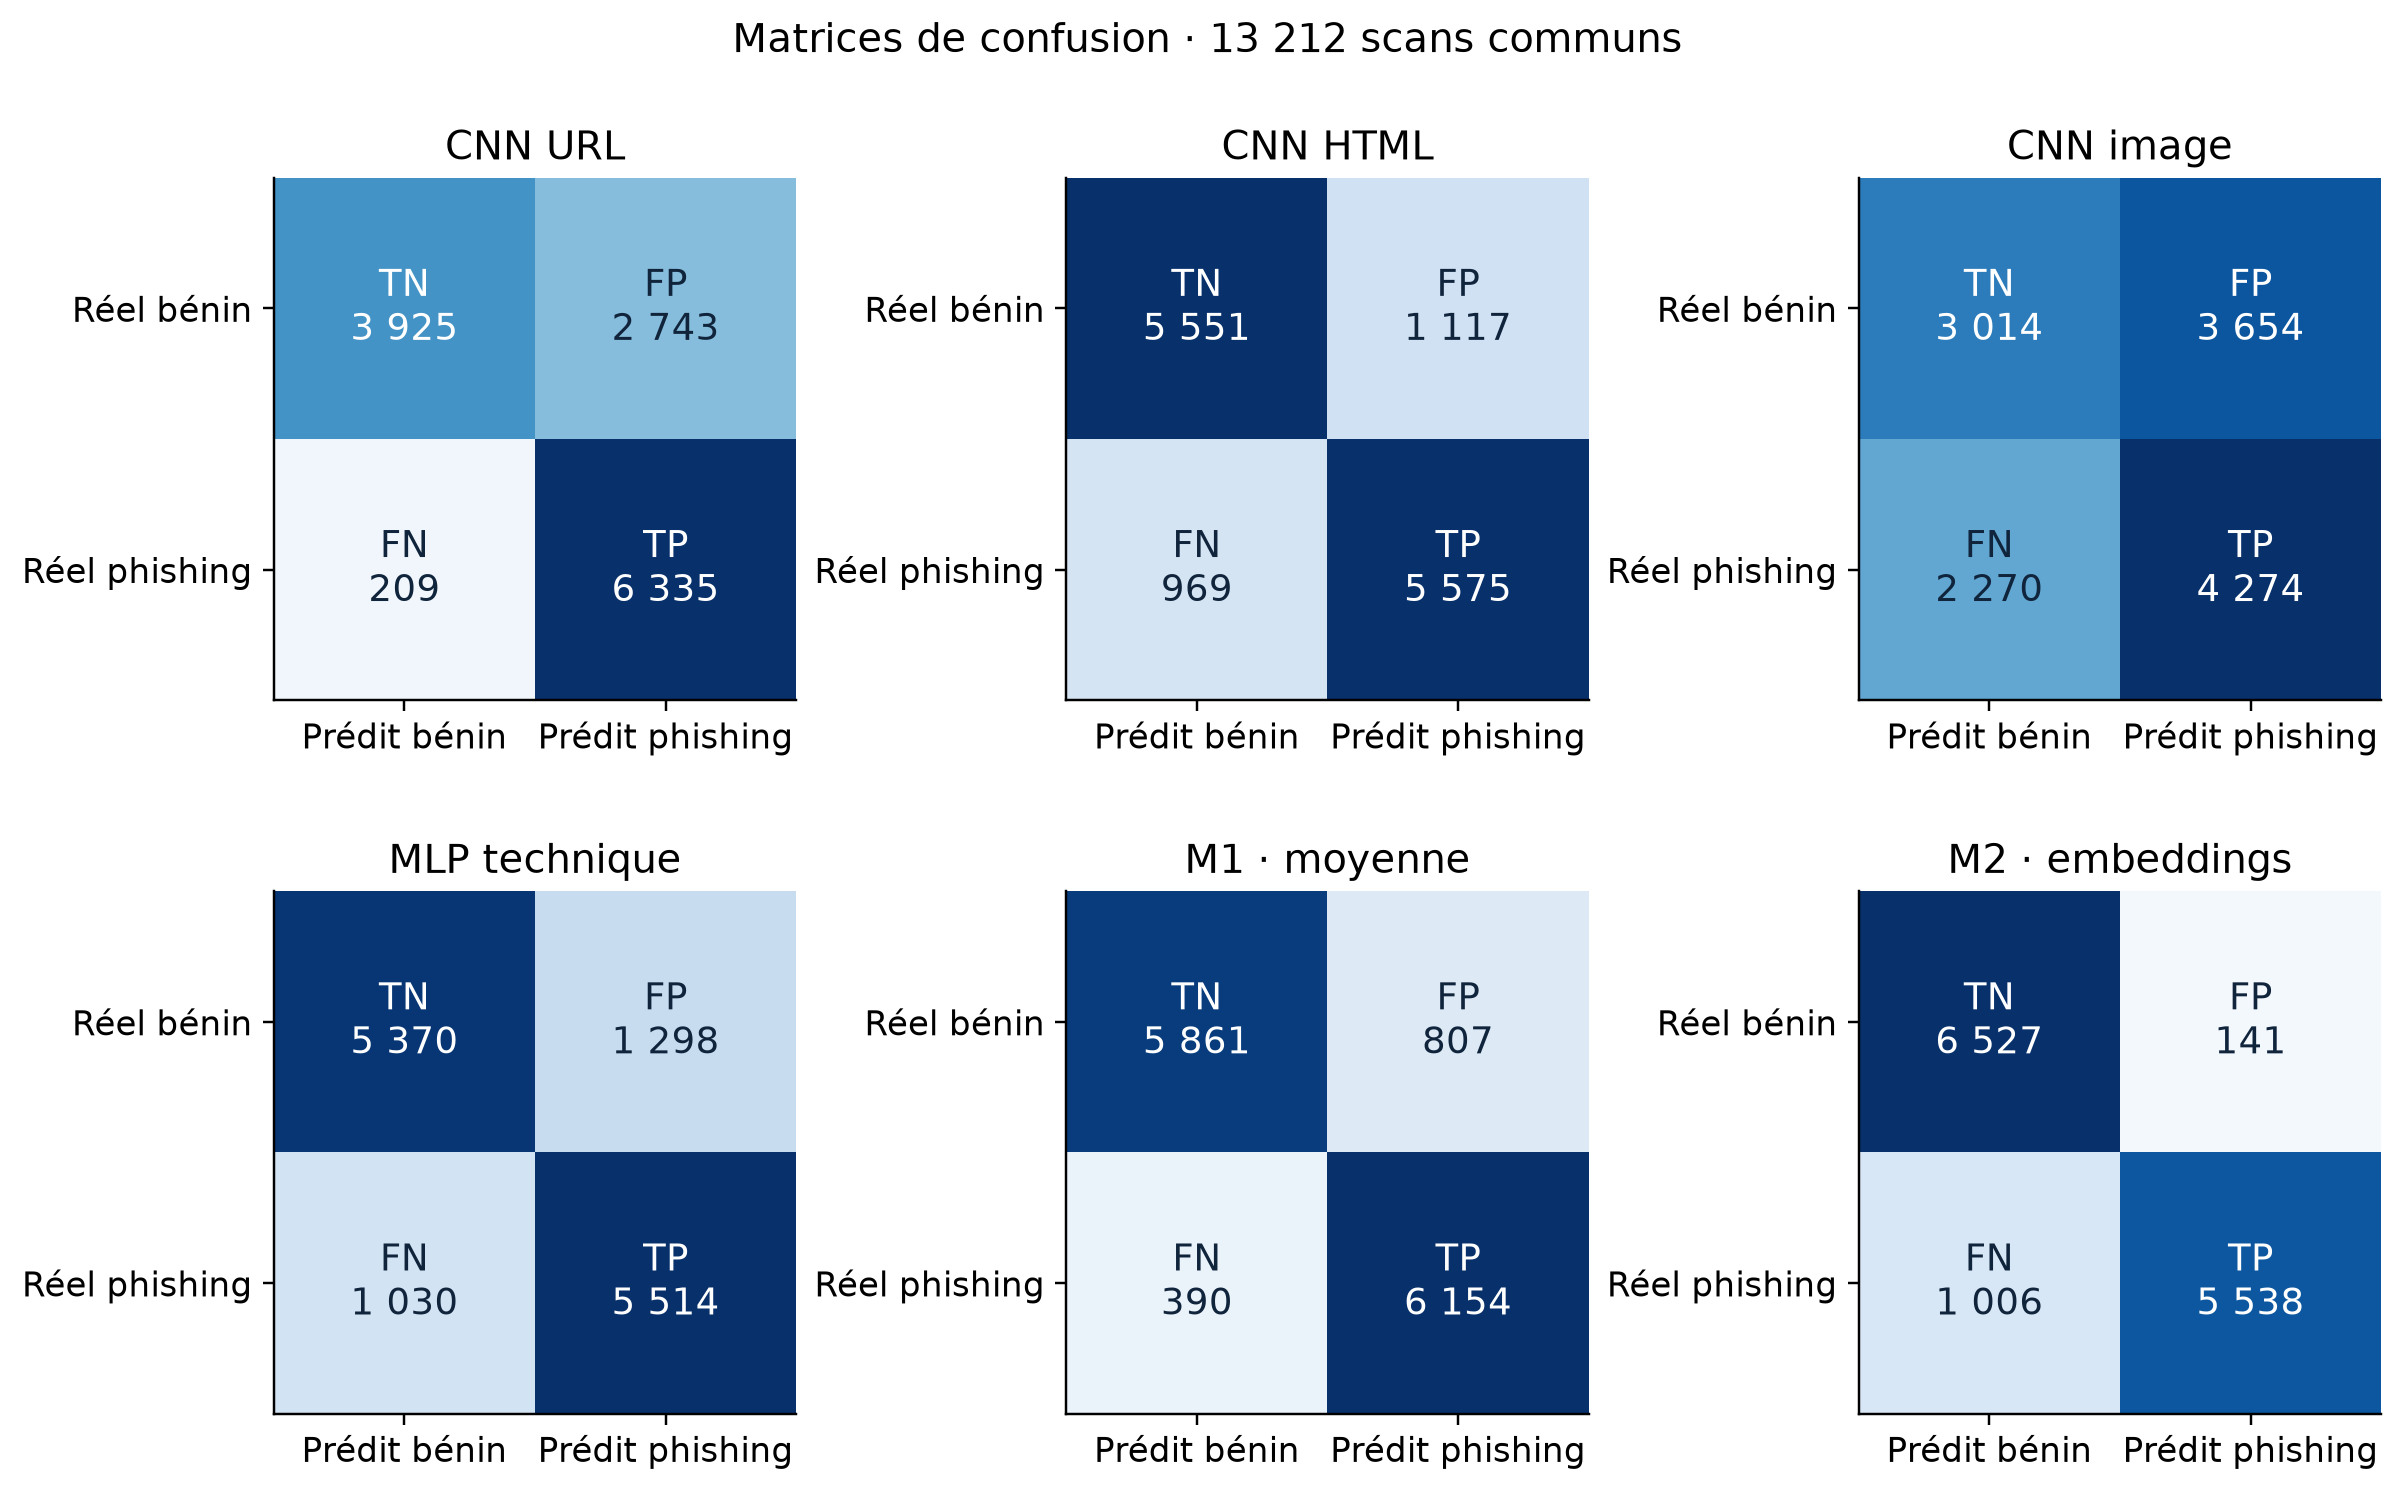 Matrices de confusion · 13 212 scans communs
CNN URL
TN
3 925
FP
2 743
FN
209
TP
6 335
Réel bénin
Réel phishing
Prédit bénin
Prédit phishing
CNN HTML
TN
5 551
FP
1 117
FN
969
TP
5 575
Réel bénin
Réel phishing
Prédit bénin
Prédit phishing
CNN image
TN
3 014
FP
3 654
FN
2 270
TP
4 274
Réel bénin
Réel phishing
Prédit bénin
Prédit phishing
MLP technique
TN
5 370
FP
1 298
FN
1 030
TP
5 514
Réel bénin
Réel phishing
Prédit bénin
Prédit phishing
M1 · moyenne
TN
5 861
FP
807
FN
390
TP
6 154
Réel bénin
Réel phishing
Prédit bénin
Prédit phishing
M2 · embeddings
TN
6 527
FP
141
FN
1 006
TP
5 538
Réel bénin
Réel phishing
Prédit bénin
Prédit phishing